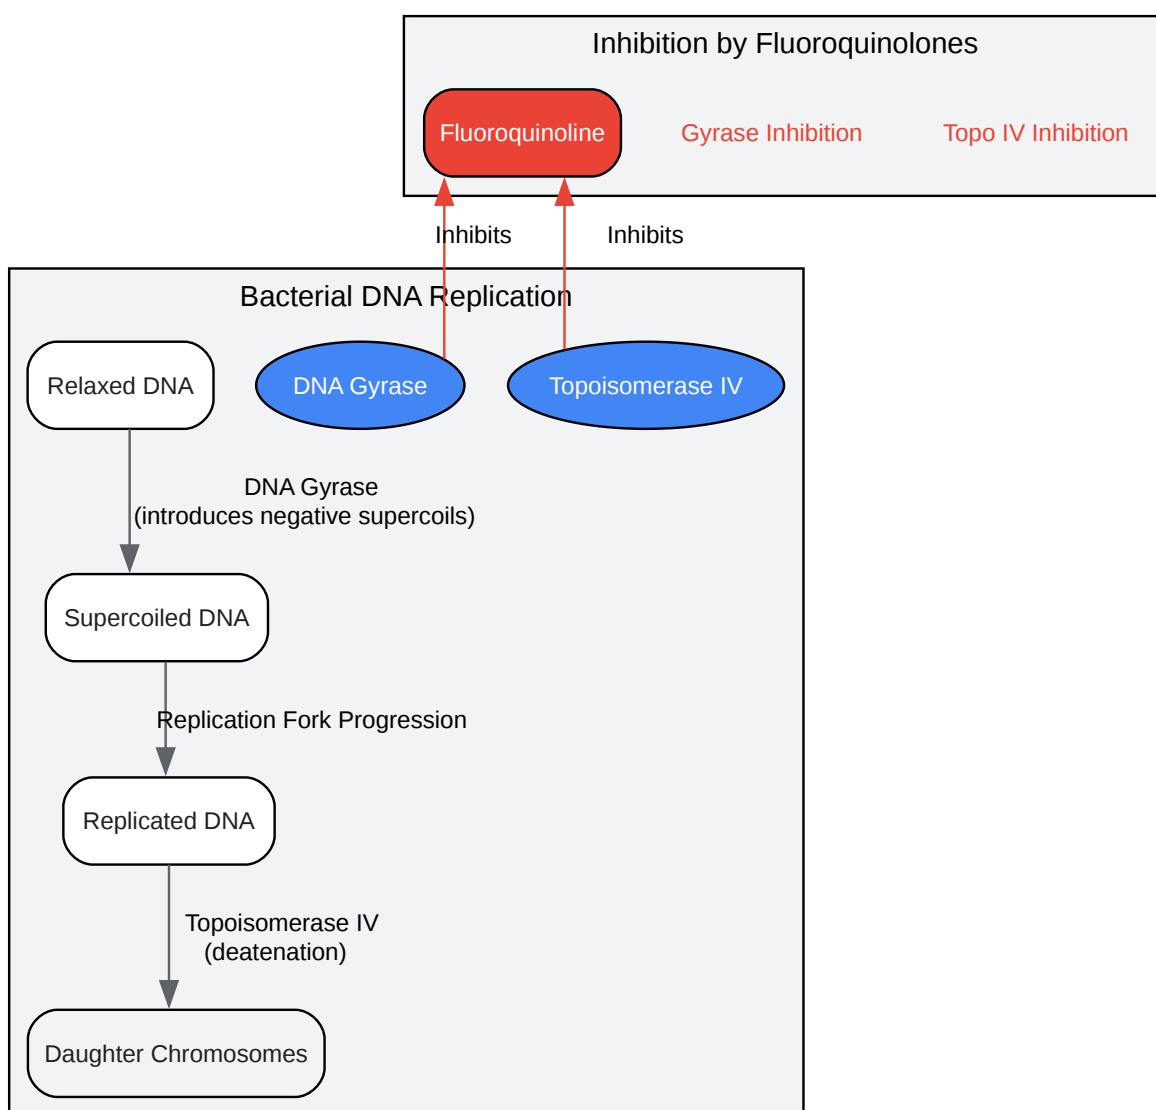 Inhibition by Fluoroquinolones
Fluoroquinoline
Gyrase Inhibition
Topo IV Inhibition
Inhibits
Inhibits
Bacterial DNA Replication
Relaxed DNA
DNA Gyrase
Topoisomerase IV
DNA Gyrase
(introduces negative supercoils)
Supercoiled DNA
Replication Fork Progression
Replicated DNA
Topoisomerase IV
(deatenation)
Daughter Chromosomes